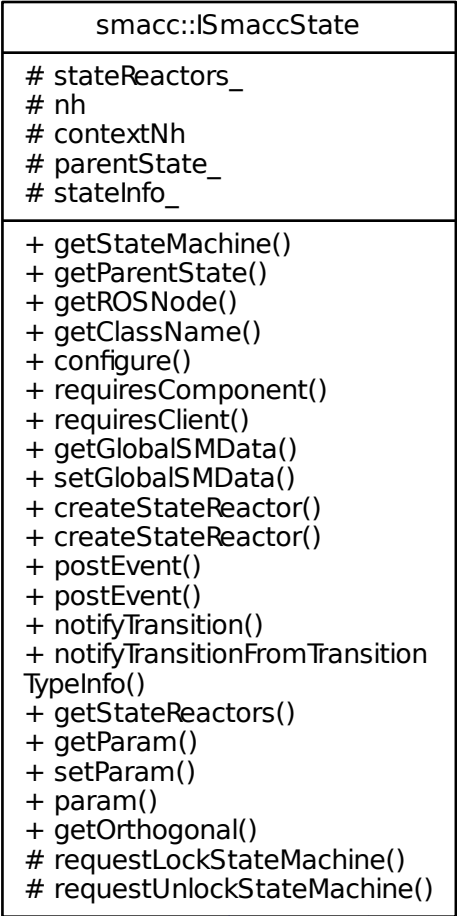 smacc::ISmaccState
# stateReactors_
# nh
# contextNh
# parentState_
# stateInfo_
+ getStateMachine()
+ getParentState()
+ getROSNode()
+ getClassName()
+ configure()
+ requiresComponent()
+ requiresClient()
+ getGlobalSMData()
+ setGlobalSMData()
+ createStateReactor()
+ createStateReactor()
+ postEvent()
+ postEvent()
+ notifyTransition()
+ notifyTransitionFromTransition
TypeInfo()
+ getStateReactors()
+ getParam()
+ setParam()
+ param()
+ getOrthogonal()
# requestLockStateMachine()
# requestUnlockStateMachine()